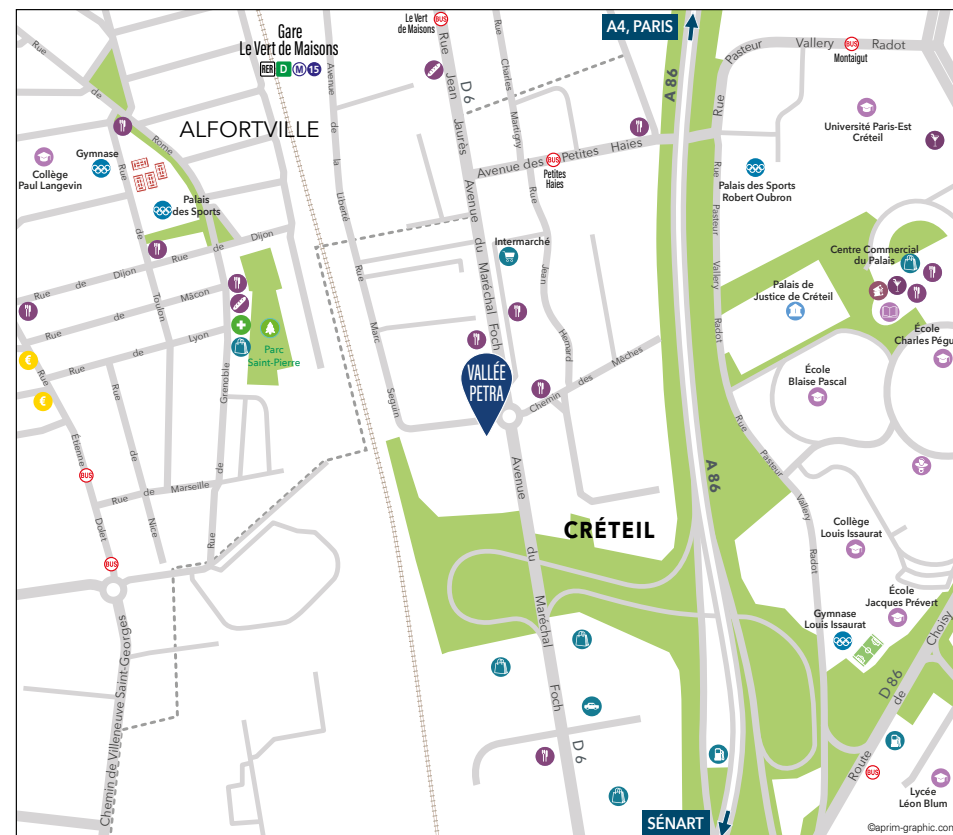 Gare
Le Vert de Maisons
RER D M 15
Le Vert
de Maisons
BUS
A4, PARIS
A 86
Rue Pasteur Vallery Radot
BUS
Montaigut
Rue de Rome
Avenue de la Liberté
Rue Jean Jaurès
D 6
Rue Charles Martigny
ALFORTVILLE
Collège
Paul Langevin
Gymnase
Palais
des Sports
Université Paris-Est
Créteil
Avenue des Petites Haies
BUS
Petites
Haies
Palais des Sports
Robert Oubron
Rue Pasteur Vallery Radot
Rue de Toulon
Rue de Dijon
Dijon
Rue de Mâcon
Rue de Lyon
Avenue du Maréchal Foch
Intermarché
Rue Jean Henard
Centre Commercial
du Palais
Palais de
Justice de Créteil
École
Charles Pégu
École
Blaise Pascal
Parc
Saint-Pierre
Rue Marc Seguin
VALLÉE
PETRA
Chemin des Mêches
€
€
Rue de Grenoble
Rue Étienne Dolet
BUS
Rue de Nice
Rue de Marseille
BUS
A 86
Rue Pasteur Vallery Radot
CRÉTEIL
Avenue du Maréchal Foch
Collège
Louis Issaurat
École
Jacques Prévert
Gymnase
Louis Issaurat
D 86
Route de Choisy
Chemin de Villeneuve Saint-Georges
D 6
BUS
Lycée
Léon Blum
SÉNART
©aprim-graphic.com